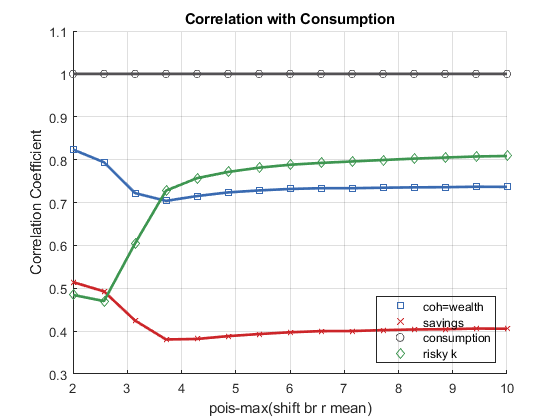 Correlation with Consumption
1.1
1
0.9
0.8
0.7
0.6
0.5
0.4
0.3
Correlation Coefficient
coh=wealth
savings
consumption
risky k
2 3 4 5 6 7 8 9 10
pois-max(shift br r mean)